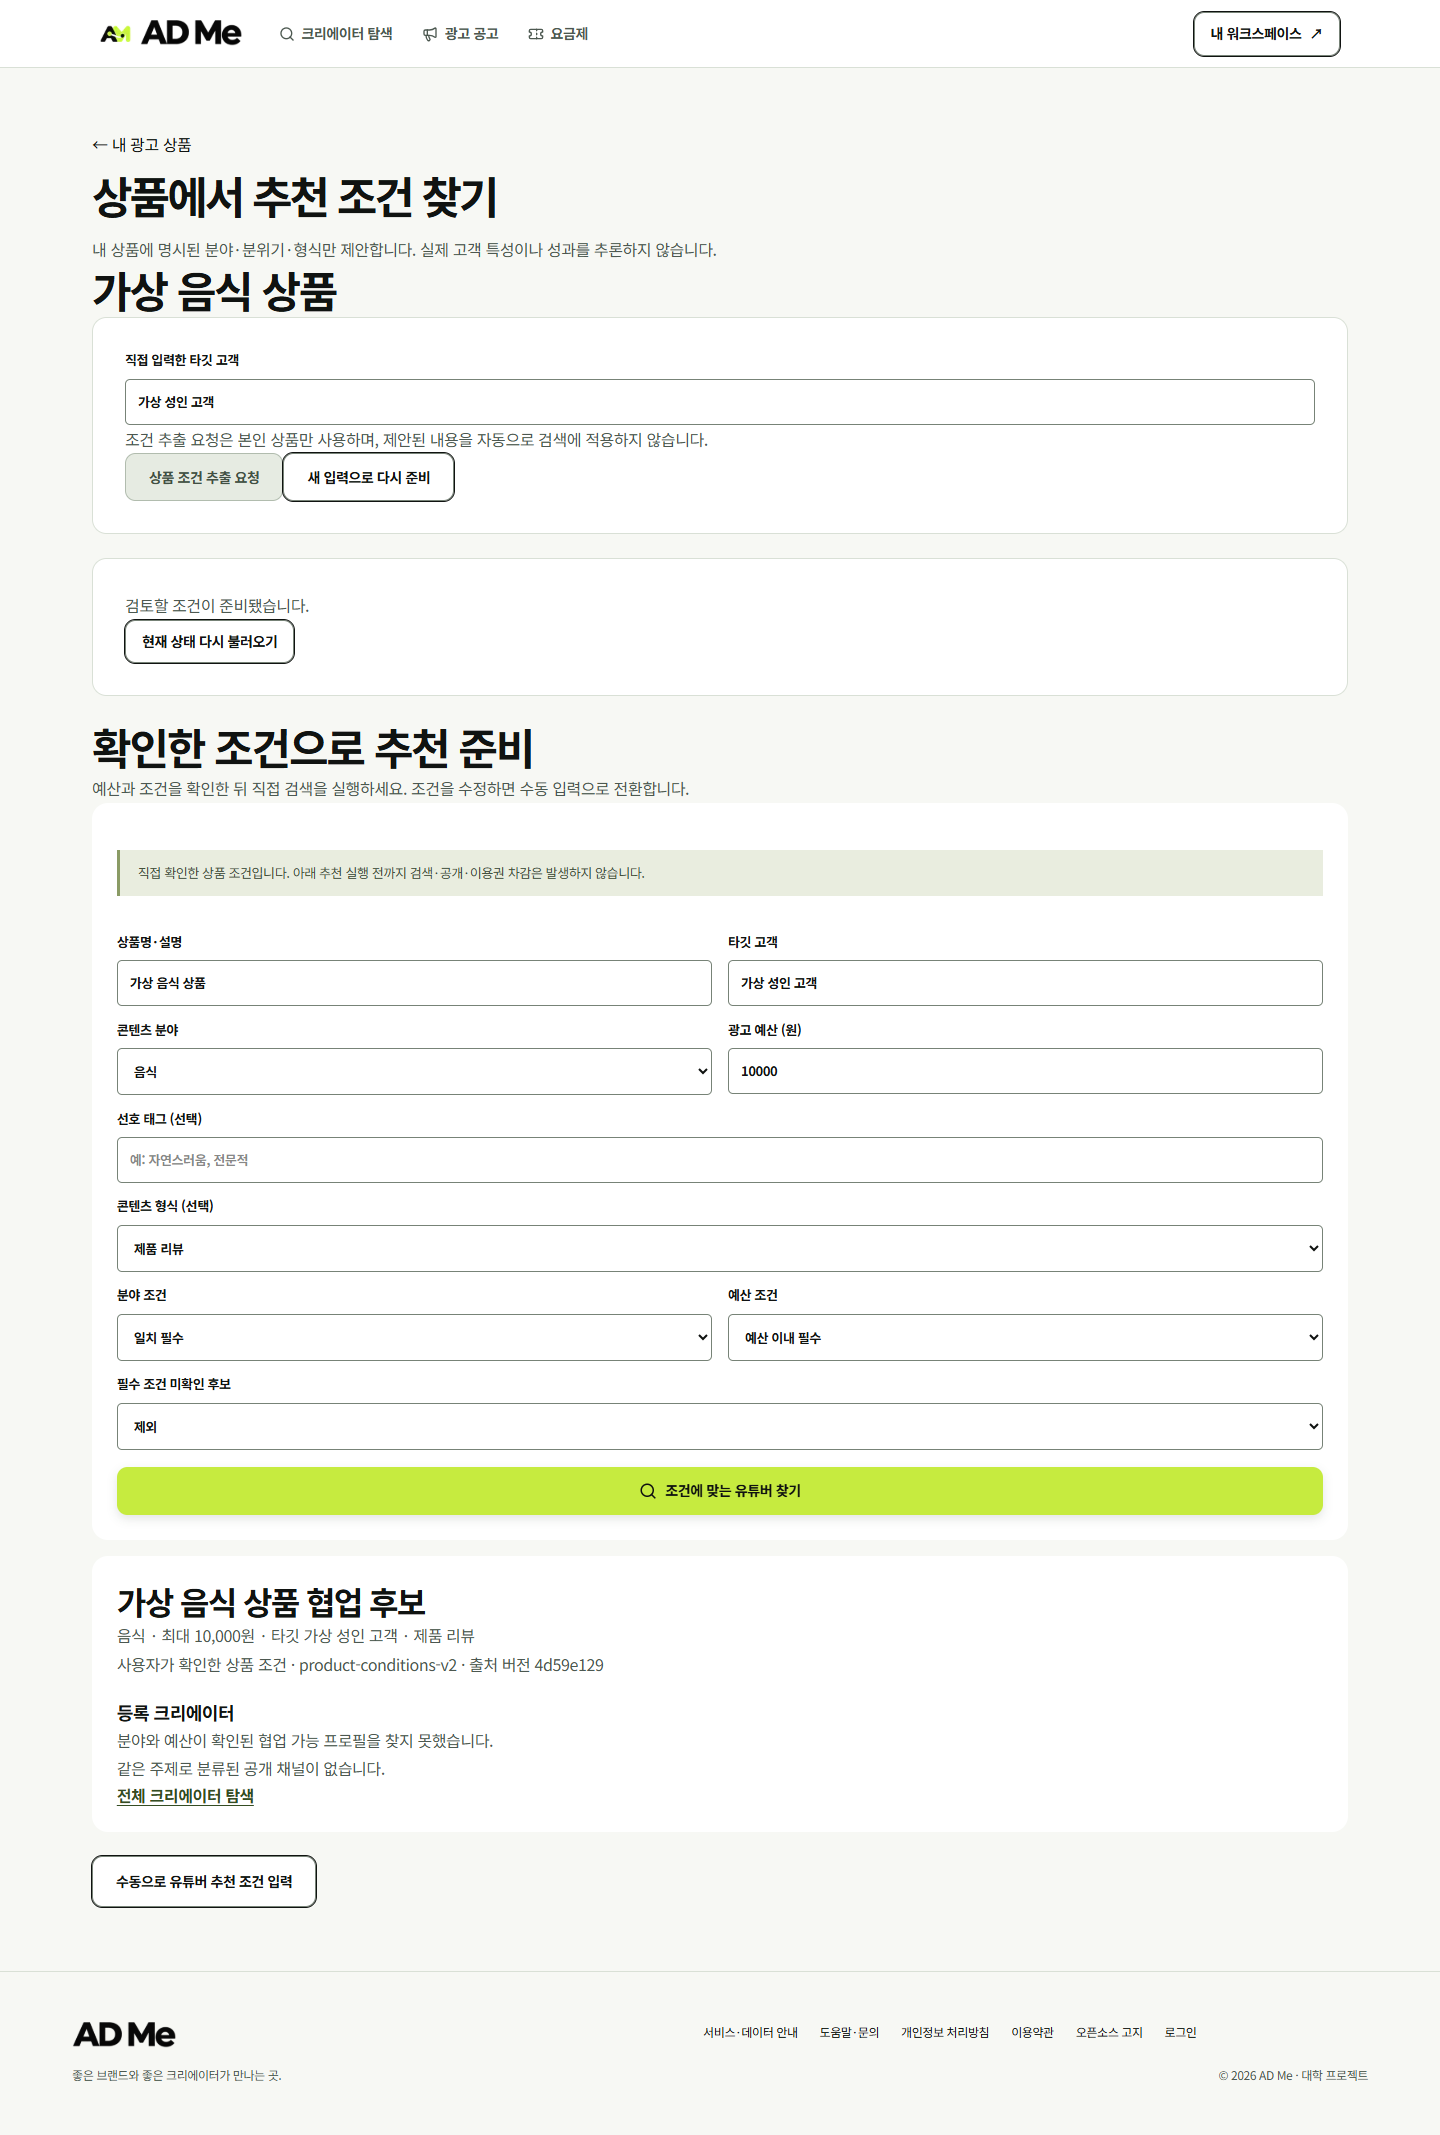 AD Me
크리에이터 탐색
광고 공고
요금제
내 워크스페이스 ↗
← 내 광고 상품
상품에서 추천 조건 찾기
내 상품에 명시된 분야·분위기·형식만 제안합니다. 실제 고객 특성이나 성과를 추론하지 않습니다.
가상 음식 상품
직접 입력한 타깃 고객
가상 성인 고객
조건 추출 요청은 본인 상품만 사용하며, 제안된 내용을 자동으로 검색에 적용하지 않습니다.
상품 조건 추출 요청
새 입력으로 다시 준비
검토할 조건이 준비됐습니다.
현재 상태 다시 불러오기
확인한 조건으로 추천 준비
예산과 조건을 확인한 뒤 직접 검색을 실행하세요. 조건을 수정하면 수동 입력으로 전환합니다.
직접 확인한 상품 조건입니다. 아래 추천 실행 전까지 검색·공개·이용권 차감은 발생하지 않습니다.
상품명·설명
가상 음식 상품
타깃 고객
가상 성인 고객
콘텐츠 분야
음식
광고 예산 (원)
10000
선호 태그 (선택)
예: 자연스러움, 전문적
콘텐츠 형식 (선택)
제품 리뷰
분야 조건
일치 필수
예산 조건
예산 이내 필수
필수 조건 미확인 후보
제외
조건에 맞는 유튜버 찾기
가상 음식 상품 협업 후보
음식 · 최대 10,000원 · 타깃 가상 성인 고객 · 제품 리뷰
사용자가 확인한 상품 조건 · product-conditions-v2 · 출처 버전 4d59e129
등록 크리에이터
분야와 예산이 확인된 협업 가능 프로필을 찾지 못했습니다.
같은 주제로 분류된 공개 채널이 없습니다.
전체 크리에이터 탐색
수동으로 유튜버 추천 조건 입력
AD Me
서비스·데이터 안내
도움말·문의
개인정보 처리방침
이용약관
오픈소스 고지
로그인
좋은 브랜드와 좋은 크리에이터가 만나는 곳.
© 2026 AD Me · 대학 프로젝트